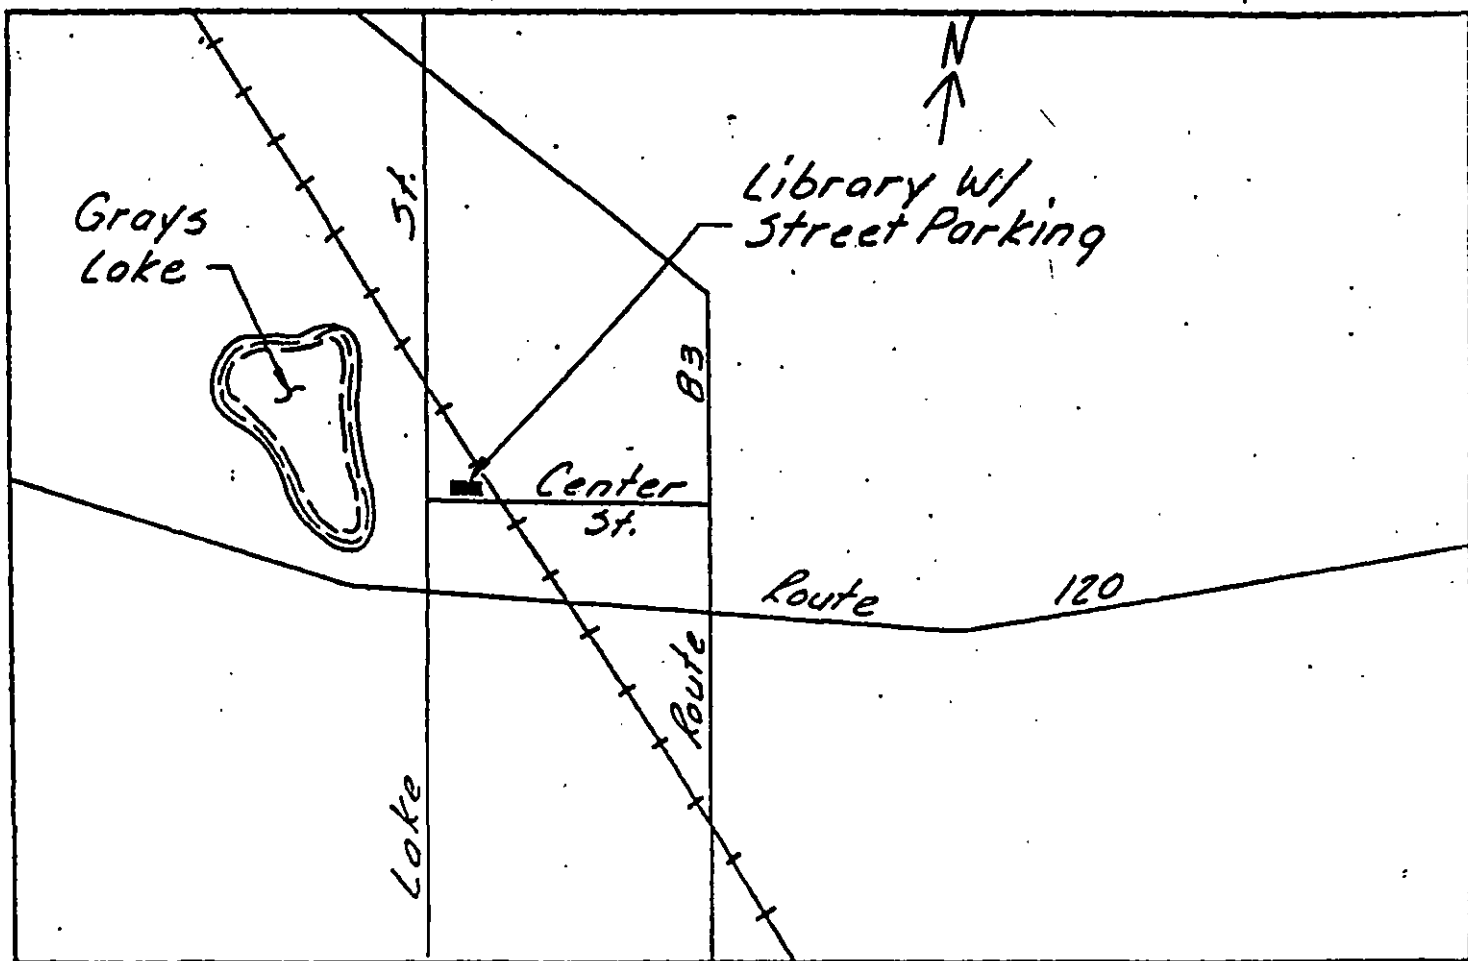 N
Library W/
Street Parking
St.
Grays
Lake
83
Center
St.
Route 120
Route
Lake